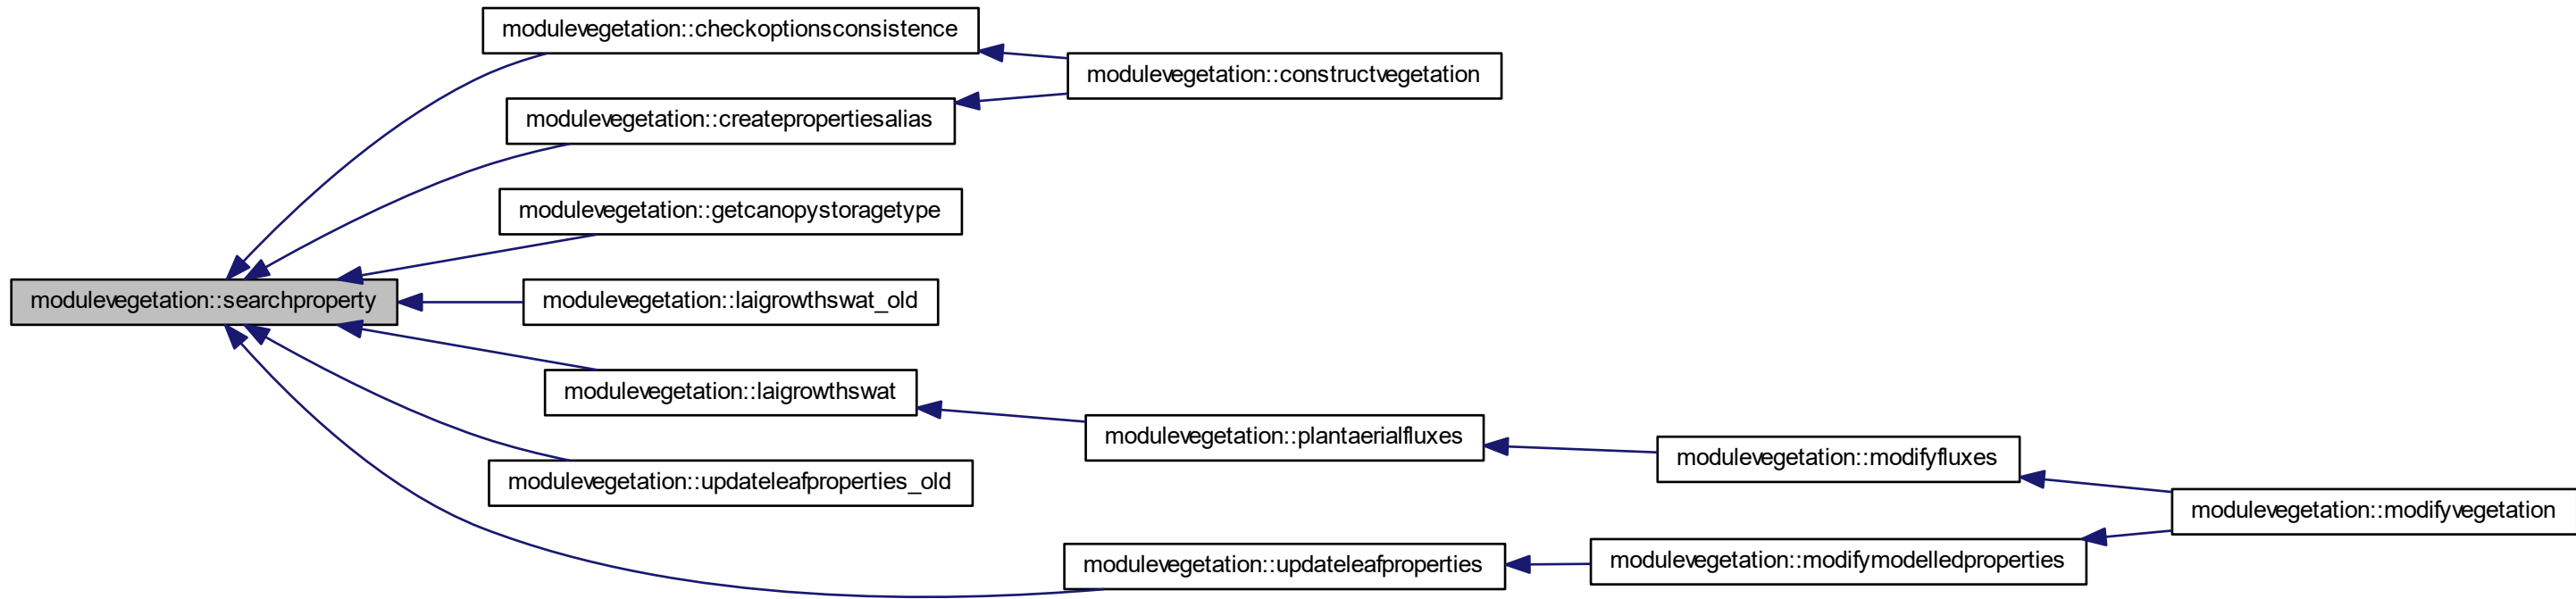 modulevegetation::checkoptionsconsistence
modulevegetation::constructvegetation
modulevegetation::createpropertiesalias
modulevegetation::getcanopystoragetype
modulevegetation::searchproperty
modulevegetation::laigrowthswat_old
modulevegetation::laigrowthswat
modulevegetation::plantaerialfluxes
modulevegetation::modifyfluxes
modulevegetation::updateleafproperties_old
modulevegetation::modifyvegetation
modulevegetation::updateleafproperties
modulevegetation::modifymodelledproperties